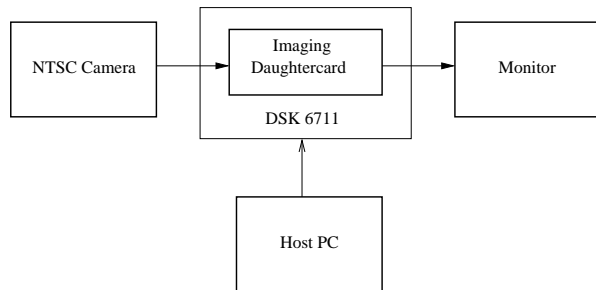 NTSC Camera
Imaging
Daughtercard
DSK 6711
Monitor
Host PC